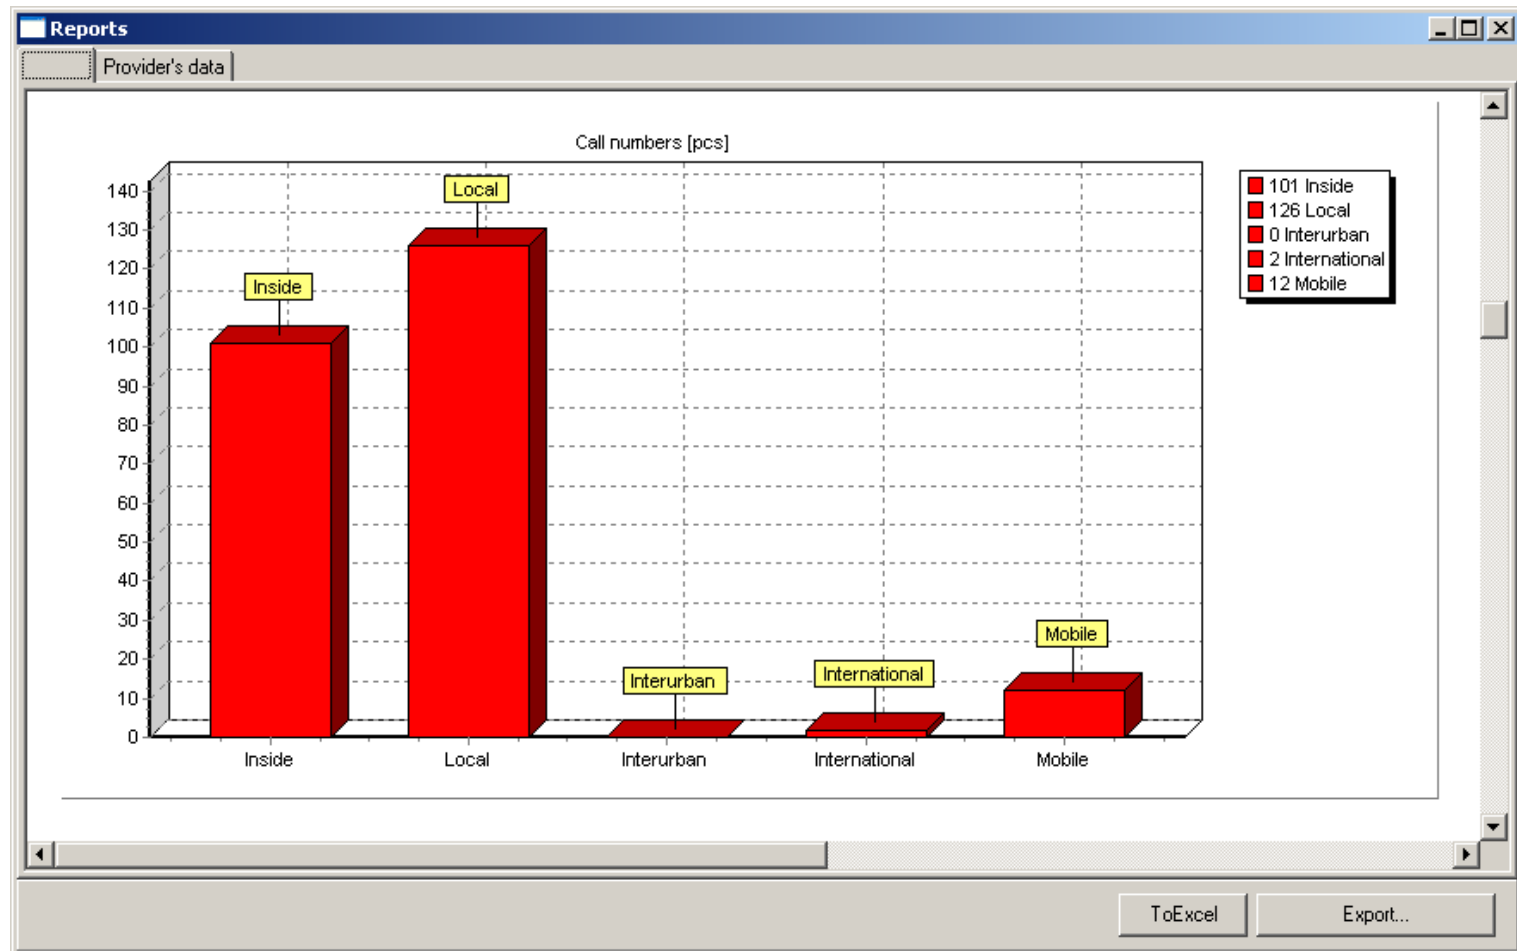 Reports
Provider's data
Call numbers [pcs]
140
130
120
110
100
90
80
70
60
50
40
30
20
10
0
Inside
Local
Interurban
International
Mobile
Inside
Local
Interurban
International
Mobile
101 Inside
126 Local
0 Interurban
2 International
12 Mobile
ToExcel
Export...